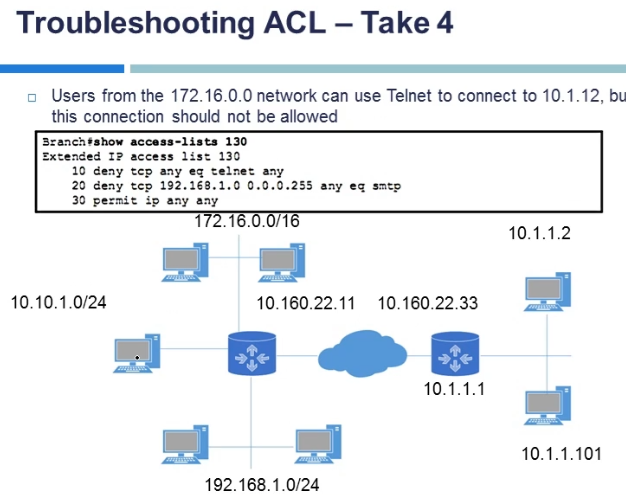 Troubleshooting ACL – Take 4
Users from the 172.16.0.0 network can use Telnet to connect to 10.1.12, bu
this connection should not be allowed
Branch#show access-lists 130
Extended IP access list 130
10 deny tcp any eq telnet any
20 deny tcp 192.168.1.0 0.0.0.255 any eq smtp
30 permit ip any any
172.16.0.0/16
10.1.1.2
10.10.1.0/24
10.160.22.11
10.160.22.33
10.1.1.1
10.1.1.101
192.168.1.0/24